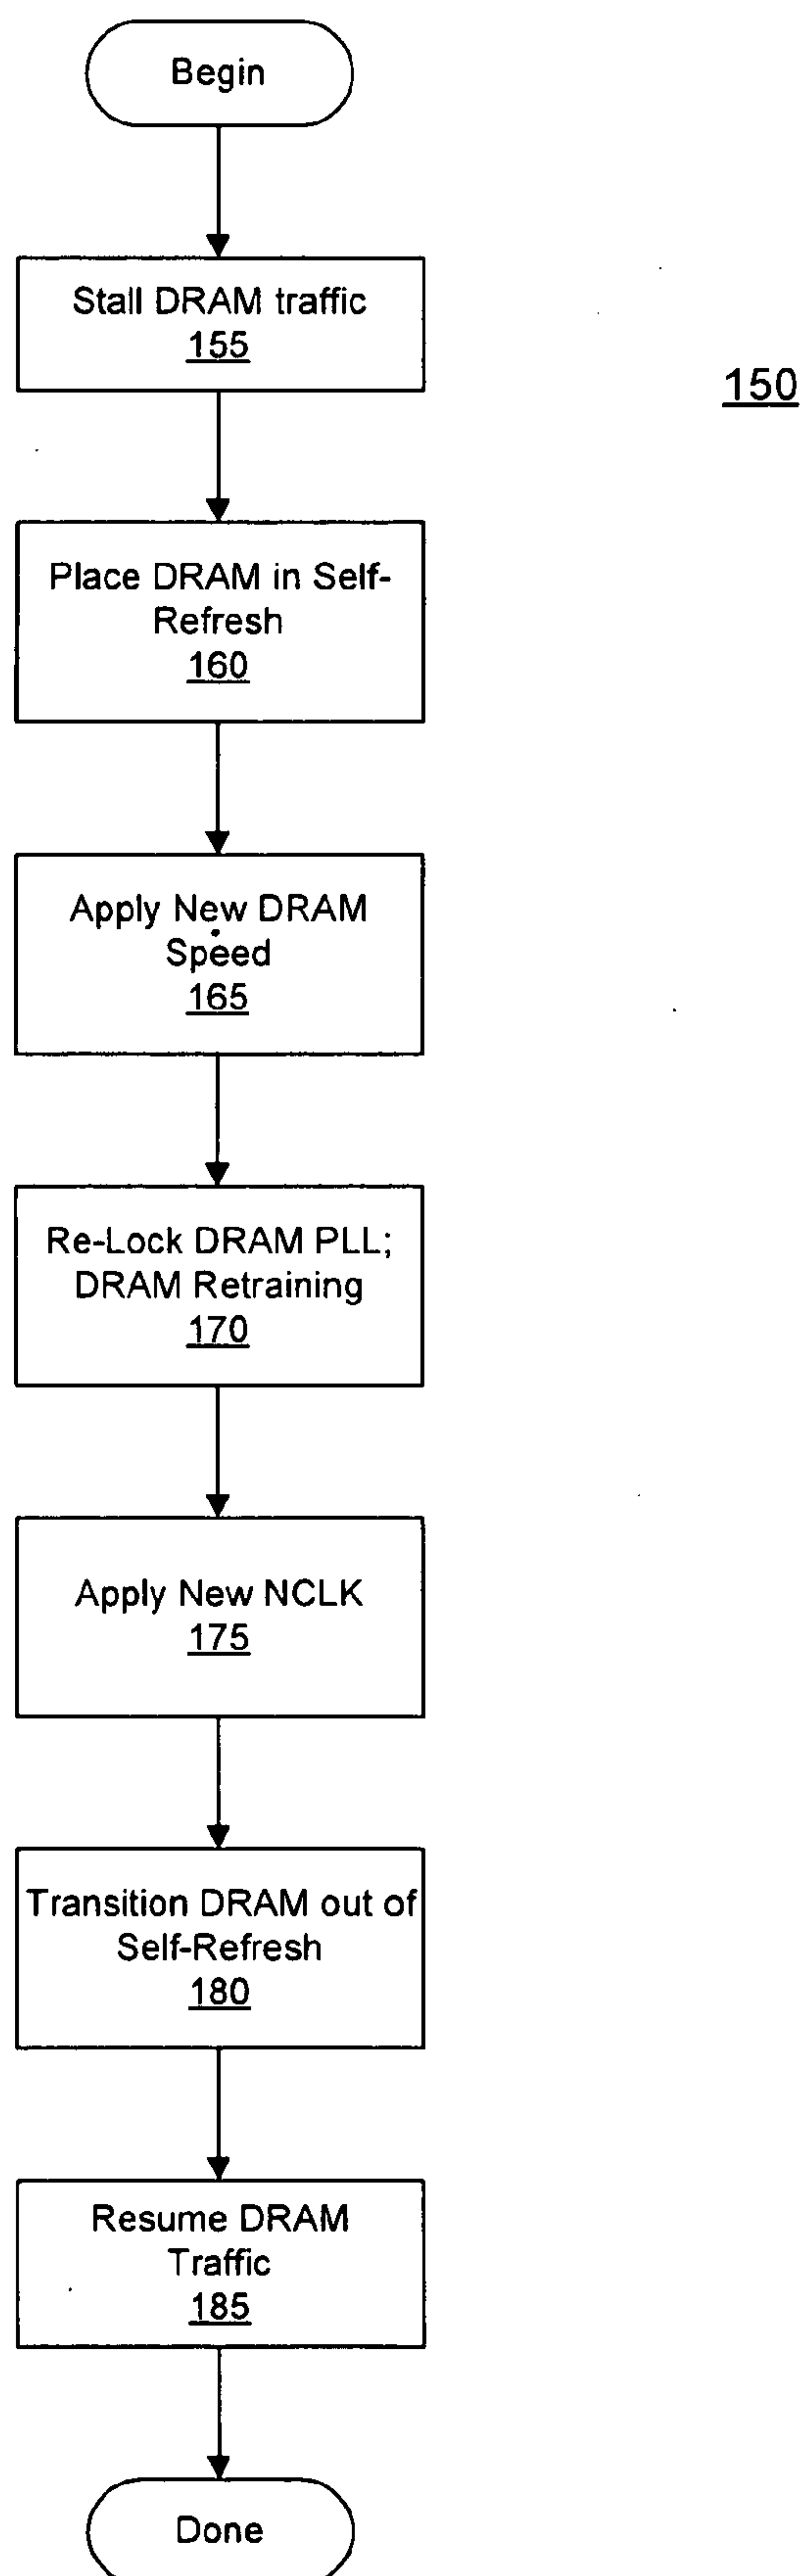 Begin
Stall DRAM traffic
155
150
Place DRAM in Self-
Refresh
160
Apply New DRAM
Speed
165
Re-Lock DRAM PLL;
DRAM Retraining
170
Apply New NCLK
175
Transition DRAM out of
Self-Refresh
180
Resume DRAM
Traffic
185
Done